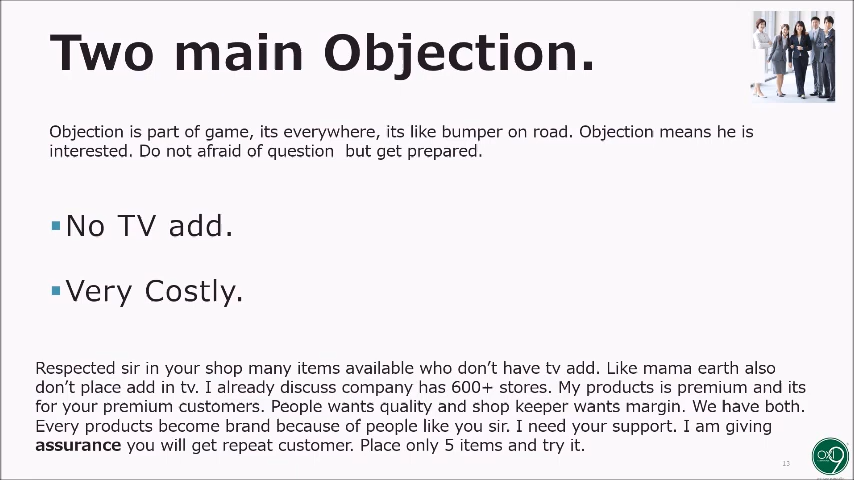 Two main Objection.
Objection is part of game, its everywhere, its like bumper on road. Objection means he is
interested. Do not afraid of question  but get prepared.
No TV add.
Very Costly.
Respected sir in your shop many items available who don’t have tv add. Like mama earth also
don’t place add in tv. I already discuss company has 600+ stores. My products is premium and its
for your premium customers. People wants quality and shop keeper wants margin. We have both.
Every products become brand because of people like you sir. I need your support. I am giving
assurance you will get repeat customer. Place only 5 items and try it.
13
OXI9